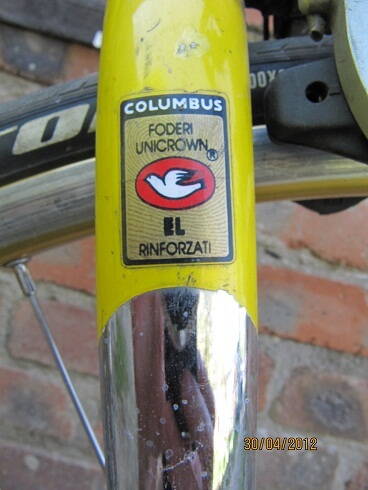 COLUMBUS
FODERI
UNICROWN®
EL
RINFORZATI
30/04/2012